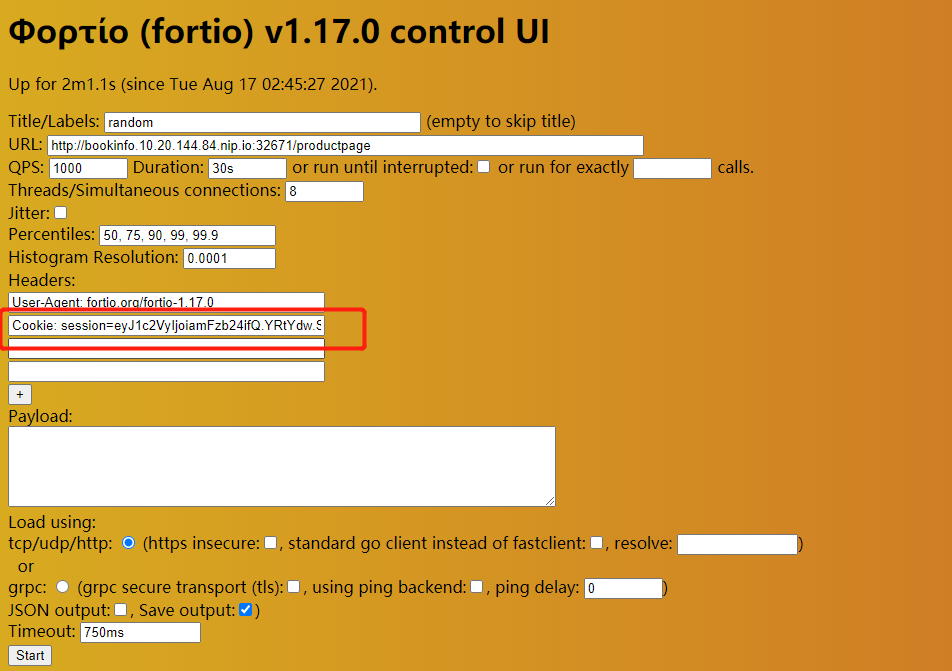 Φορτίο (fortio) v1.17.0 control UI
Up for 2m1.1s (since Tue Aug 17 02:45:27 2021).
Title/Labels: random (empty to skip title)
URL: http://bookinfo.10.20.144.84.nip.io:32671/productpage
QPS: 1000 Duration: 30s or run until interrupted: or run for exactly calls.
Threads/Simultaneous connections: 8
Jitter:
Percentiles: 50, 75, 90, 99, 99.9
Histogram Resolution: 0.0001
Headers:
User-Agent: fortio.org/fortio-1.17.0
Cookie: session=eyJ1c2VyIjoiamFzb24ifQ.YRtYdw.S
+
Payload:
Load using:
tcp/udp/http: (https insecure: , standard go client instead of fastclient: , resolve: )
or
grpc: (grpc secure transport (tls): , using ping backend: , ping delay: 0 )
JSON output: , Save output: )
Timeout: 750ms
Start